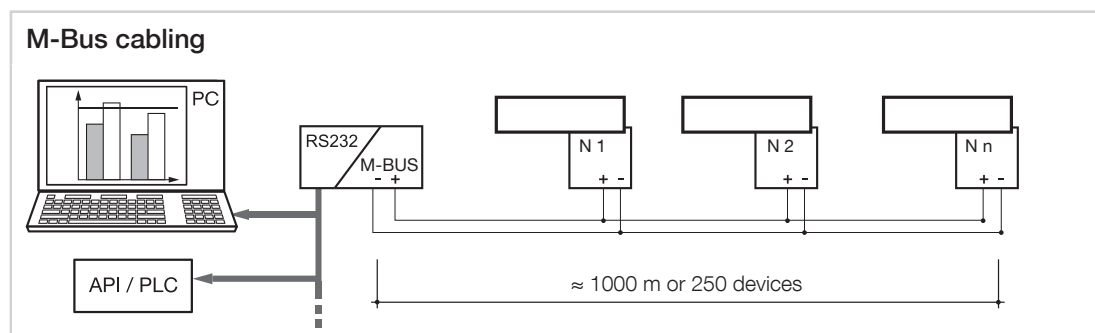 M-Bus cabling
PC
RS232
M-BUS
- +
N 1
+ -
N 2
+ -
N n
+ -
API / PLC
≈ 1000 m or 250 devices